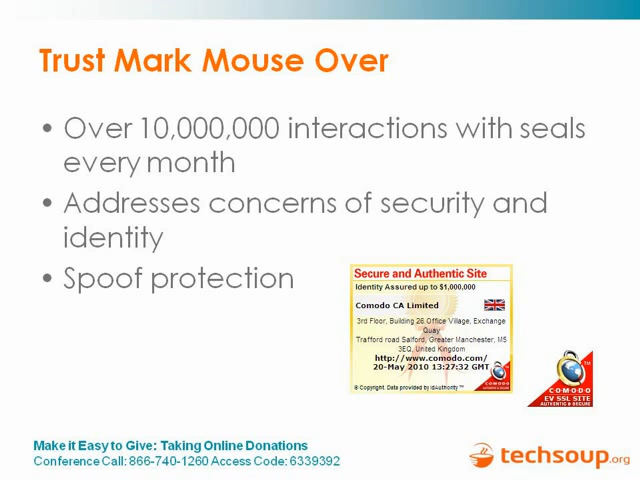 Trust Mark Mouse Over
• Over 10,000,000 interactions with seals
every month
• Addresses concerns of security and
identity
• Spoof protection
Secure and Authentic Site
Identity Assured up to $1,000,000
Comodo CA Limited
3rd Floor, Building 26 Office Village, Exchange
Quay
Trafford road Salford, Greater Manchester, M5
3EQ, United Kingdom
http://www.comodo.com/
20-May 2010 13:27:32 GMT
© Copyright. Data provided by IdAuthority™
COMODO
AUTHENTIC & SECURE
COMODO
EV SSL SITE
AUTHENTIC & SECURE
Make it Easy to Give: Taking Online Donations
Conference Call: 866-740-1260 Access Code: 6339392
techsoup.org